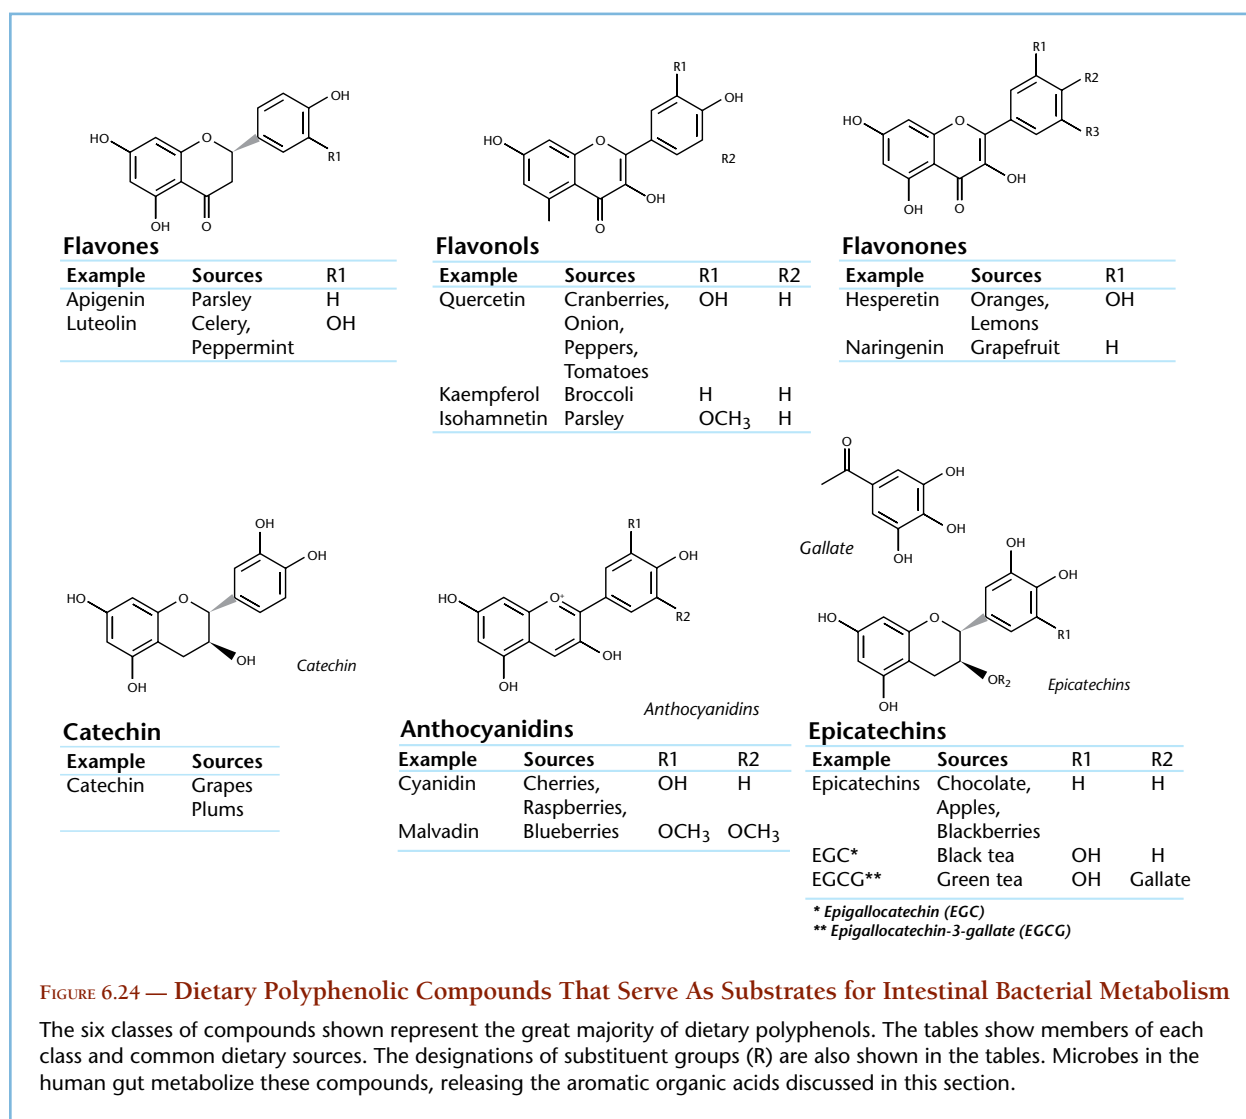 OH
HO
O
R1
OH
O
R1
OH
HO
O
R2
OH
O
R1
R2
HO
O
R3
OH
OH
O
Flavones
Example Sources R1
Apigenin Parsley H
Luteolin Celery, OH
Peppermint
Flavonols
Example Sources R1 R2
Quercetin Cranberries, OH H
Onion,
Peppers,
Tomatoes
Kaempferol Broccoli H H
Isohamnetin Parsley OCH3 H
Flavonones
Example Sources R1
Hesperetin Oranges, OH
Lemons
Naringenin Grapefruit H
OH
OH
HO
O
OH
OH
Catechin
R1
OH
HO
O+
R2
OH
OH
Anthocyanidins
O
OH
OH
OH
Gallate
OH
OH
HO
O
R1
OR2
OH
Epicatechins
Catechin
Example Sources
Catechin Grapes
Plums
Anthocyanidins
Example Sources R1 R2
Cyanidin Cherries, OH H
Raspberries,
Malvadin Blueberries OCH3 OCH3
Epicatechins
Example Sources R1 R2
Epicatechins Chocolate, H H
Apples,
Blackberries
EGC* Black tea OH H
EGCG** Green tea OH Gallate
* Epigallocatechin (EGC)
** Epigallocatechin-3-gallate (EGCG)
Figure 6.24 — Dietary Polyphenolic Compounds That Serve As Substrates for Intestinal Bacterial Metabolism
The six classes of compounds shown represent the great majority of dietary polyphenols. The tables show members of each
class and common dietary sources. The designations of substituent groups (R) are also shown in the tables. Microbes in the
human gut metabolize these compounds, releasing the aromatic organic acids discussed in this section.